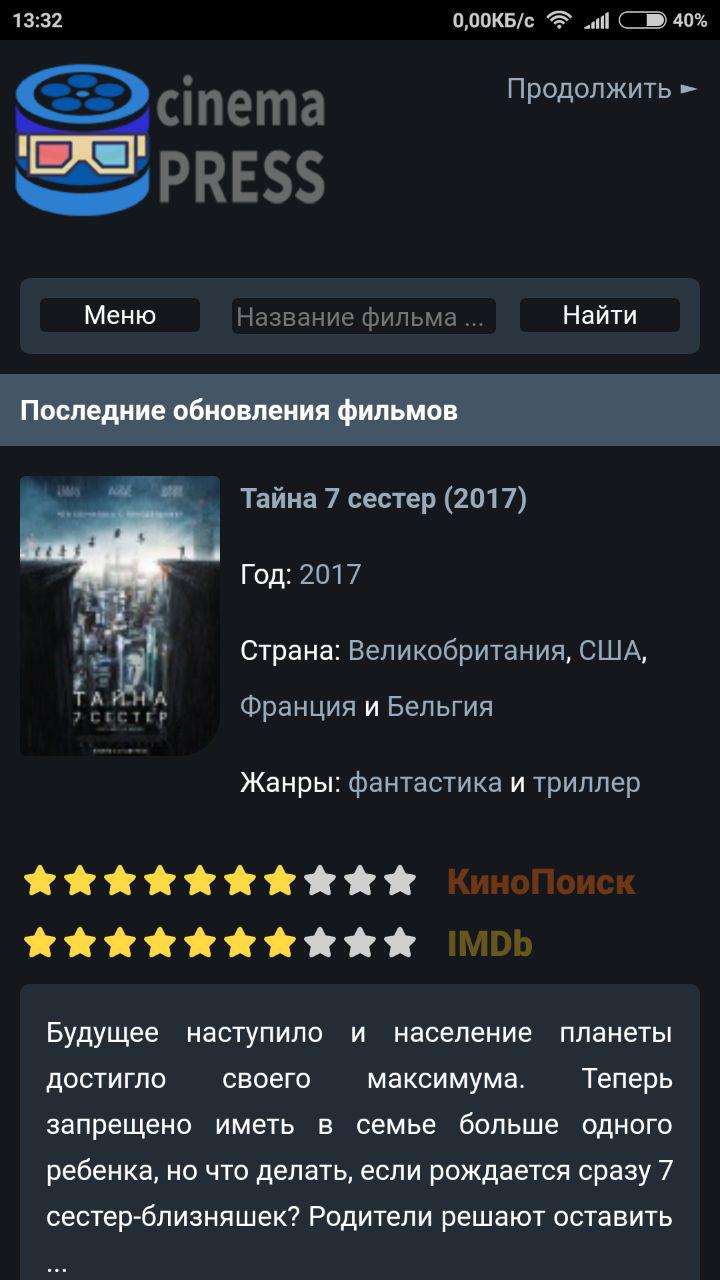 13:32
0,00КБ/с
40%
cinema
PRESS
Продолжить ►
Меню
Название фильма ...
Найти
Последние обновления фильмов
Тайна 7 сестер (2017)
Год: 2017
Страна: Великобритания, США,
Франция и Бельгия
Жанры: фантастика и триллер
ТАЙНА
7 СЕСТЕР
КиноПоиск
IMDb
Будущее наступило и население планеты
достигло своего максимума. Теперь
запрещено иметь в семье больше одного
ребенка, но что делать, если рождается сразу 7
сестер-близняшек? Родители решают оставить
...